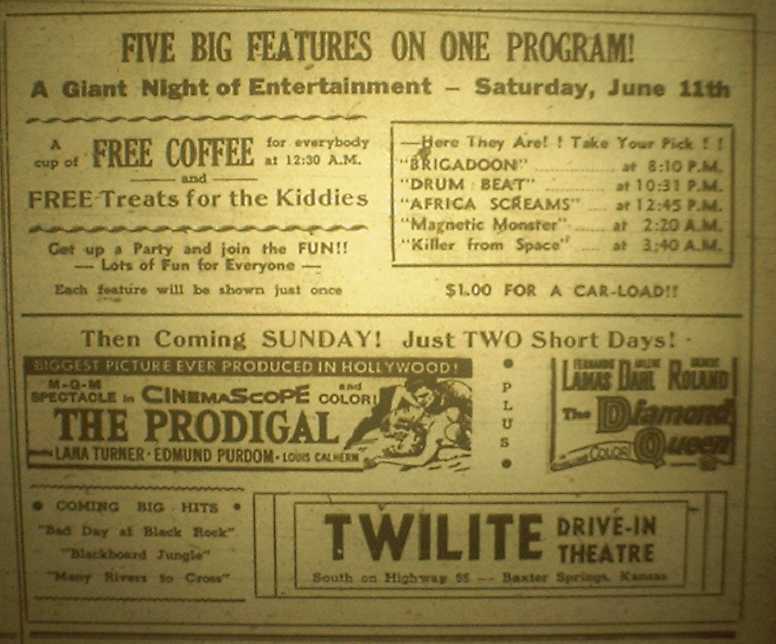 FIVE BIG FEATURES ON ONE PROGRAM!
A Giant Night of Entertainment – Saturday, June 11th
A cup of FREE COFFEE for everybody at 12:30 A.M.
— and —
FREE Treats for the Kiddies
Get up a Party and join the FUN!!
— Lots of Fun for Everyone —
Each feature will be shown just once
—Here They Are! ! Take Your Pick ! !
"BRIGADOON" .............. at 8:10 P.M.
"DRUM BEAT" ............. at 10:31 P.M.
"AFRICA SCREAMS" .... at 12:45 P.M.
"Magnetic Monster" ..... at 2:20 A.M.
"Killer from Space" ..... at 3:40 A.M.
$1.00 FOR A CAR-LOAD!!
Then Coming SUNDAY! Just TWO Short Days!
BIGGEST PICTURE EVER PRODUCED IN HOLLYWOOD!
M-G-M
SPECTACLE in CINEMASCOPE and COLOR!
THE PRODIGAL
LANA TURNER · EDMUND PURDOM · LOUIS CALHERN
• PLUS •
FERNANDO LAMAS ARLENE DAHL GILBERT ROLAND
The Diamond
Queen
COLOR
• COMING BIG HITS •
"Bad Day at Black Rock"
"Blackboard Jungle"
"Many Rivers to Cross"
TWILITE DRIVE-IN THEATRE
South on Highway 66 -- Baxter Springs, Kansas